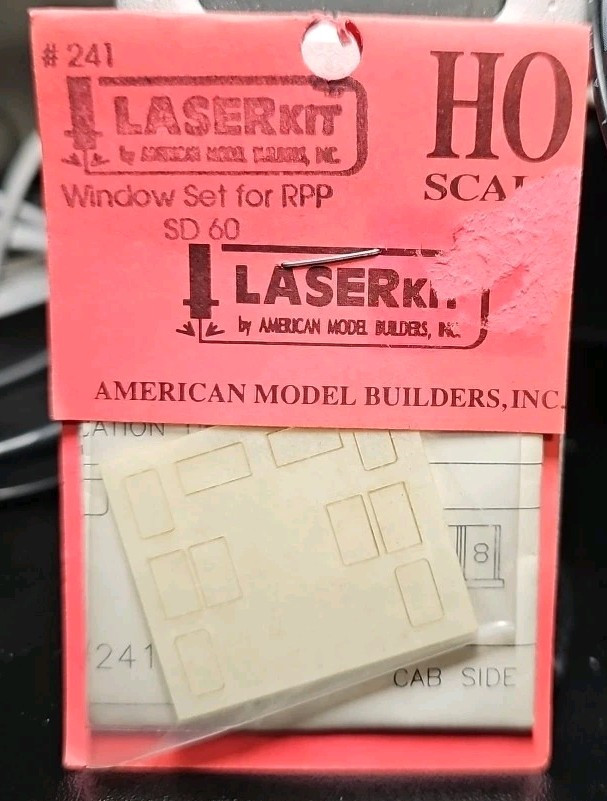 # 241
HO
LASERKIT
by AMERICAN MODEL BUILDERS, INC.
Window Set for RPP
SD 60
LASERKIT
by AMERICAN MODEL BUILDERS, INC.
AMERICAN MODEL BUILDERS, INC.
8
241
CAB SIDE